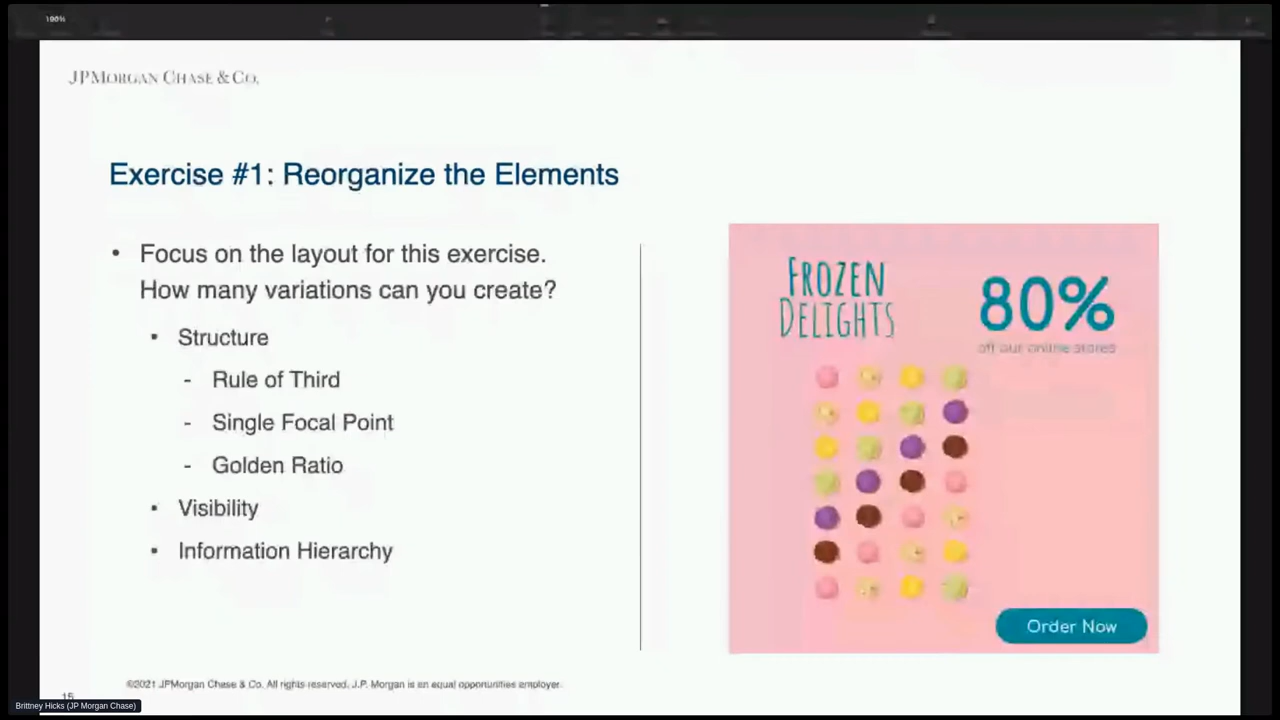 196%
JPMORGAN CHASE & CO.
Exercise #1: Reorganize the Elements
• Focus on the layout for this exercise.
How many variations can you create?
• Structure
- Rule of Third
- Single Focal Point
- Golden Ratio
• Visibility
• Information Hierarchy
FROZEN
DELIGHTS
80%
off our online stores
Order Now
©2021 JPMorgan Chase & Co. All rights reserved. J.P. Morgan is an equal opportunities employer.
15
Brittney Hicks (JP Morgan Chase)